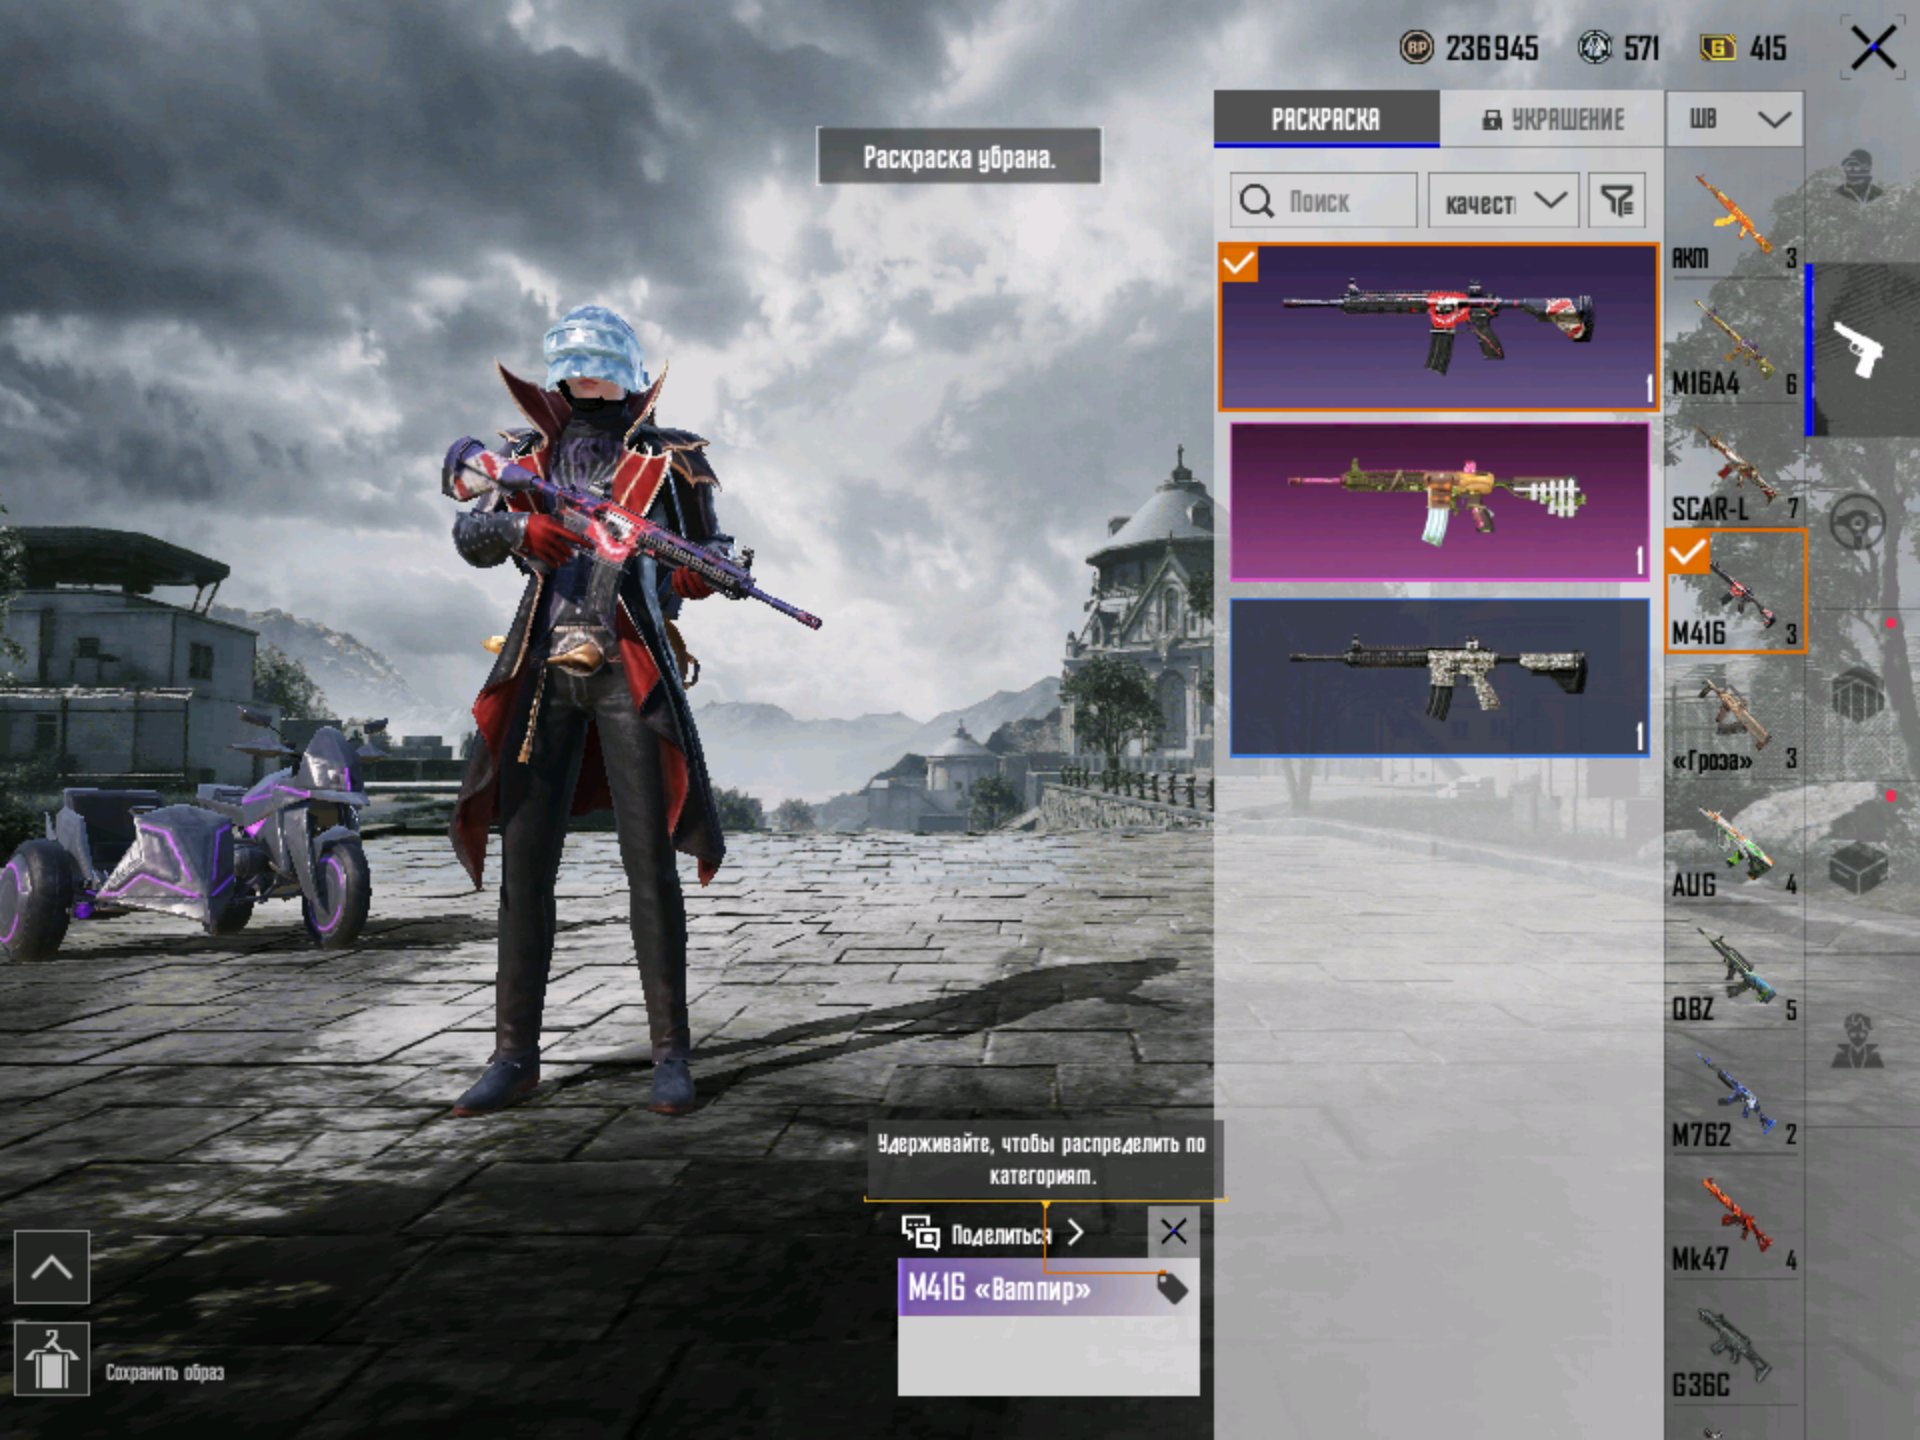 BP 236945 571 G 415
РАСКРАСКА УКРАШЕНИЕ ШВ
Раскраска убрана.
Поиск качест
АКМ 3
M16A4 6
SCAR-L 7
M416 3
«Гроза» 3
AUG 4
QBZ 5
M762 2
Mk47 4
G36C
1
1
1
Удерживайте, чтобы распределить по
категориям.
Поделиться
M416 «Вампир»
Сохранить образ